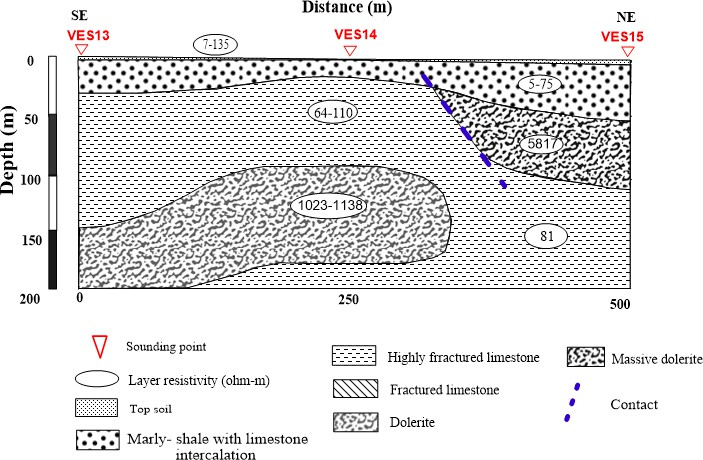 Distance (m)
SE
NE
VES13
VES14
VES15
7-135
Depth (m)
0
50
100
150
200
5-75
64-110
5817
1023-1138
81
0
250
500
Sounding point
Layer resistivity (ohm-m)
Top soil
Marly- shale with limestone
intercalation
Highly fractured limestone
Fractured limestone
Dolerite
Massive dolerite
Contact